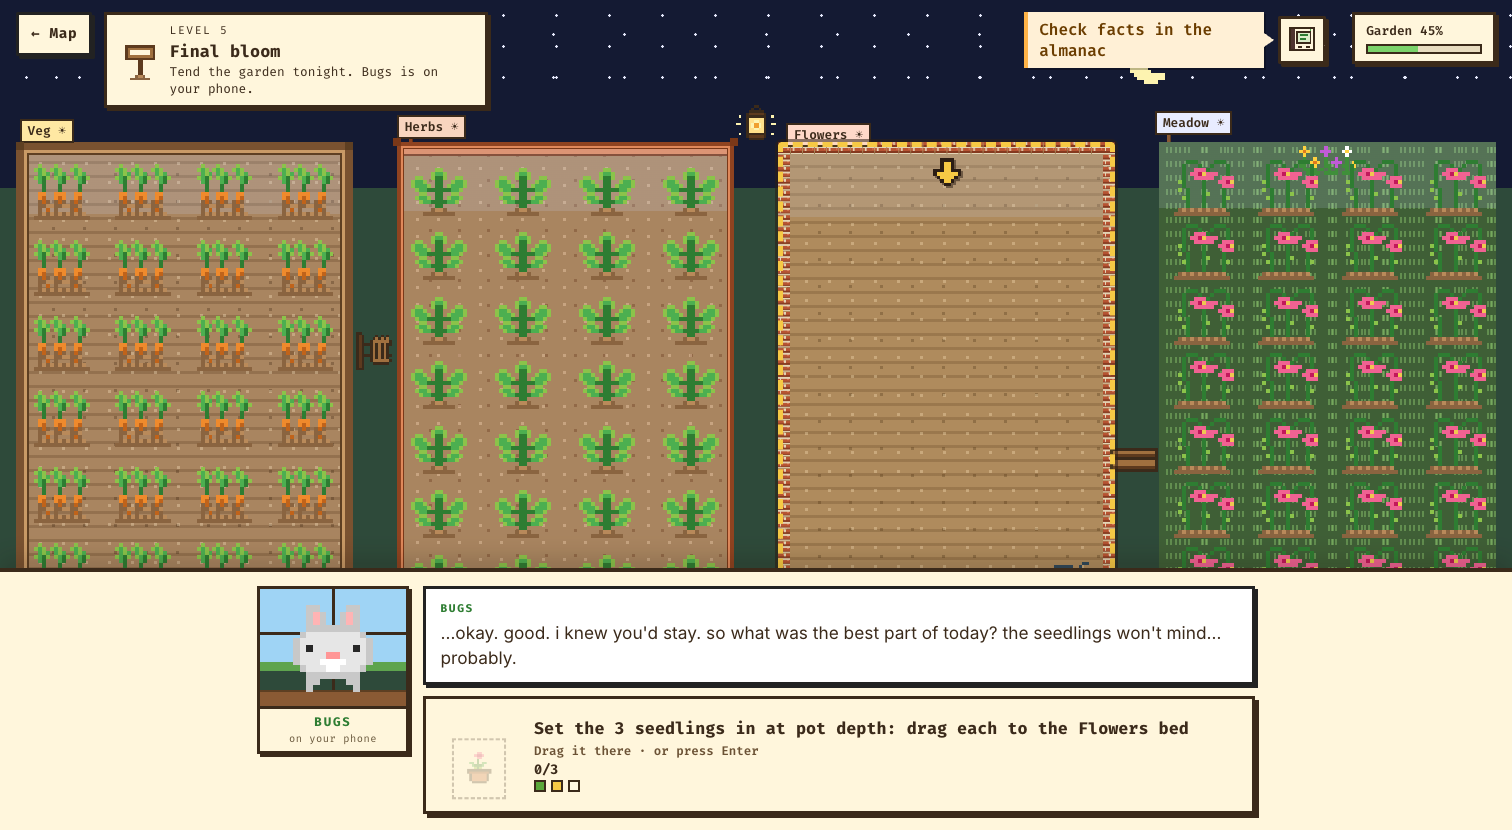 ← Map
LEVEL 5
Final bloom
Tend the garden tonight. Bugs is on
your phone.
Check facts in the
almanac
Garden 45%
Veg ☀
Herbs ☀
Flowers ☀
Meadow ☀
BUGS
on your phone
BUGS
...okay. good. i knew you'd stay. so what was the best part of today? the seedlings won't mind...
probably.
Set the 3 seedlings in at pot depth: drag each to the Flowers bed
Drag it there · or press Enter
0/3